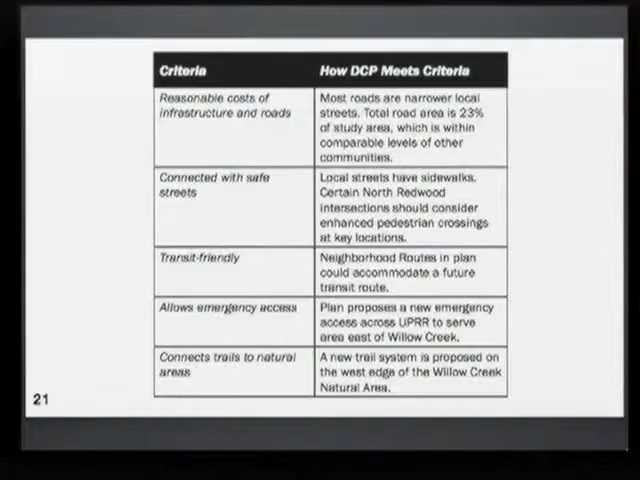 Criteria
How DCP Meets Criteria
Reasonable costs of
infrastructure and roads
Most roads are narrower local
streets. Total road area is 23%
of study area, which is within
comparable levels of other
communities.
Connected with safe
streets
Local streets have sidewalks.
Certain North Redwood
intersections should consider
enhanced pedestrian crossings
at key locations.
Transit-friendly
Neighborhood Routes in plan
could accommodate a future
transit route.
Allows emergency access
Plan proposes a new emergency
access across UPRR to serve
area east of Willow Creek.
Connects trails to natural
areas
A new trail system is proposed on
the west edge of the Willow Creek
Natural Area.
21